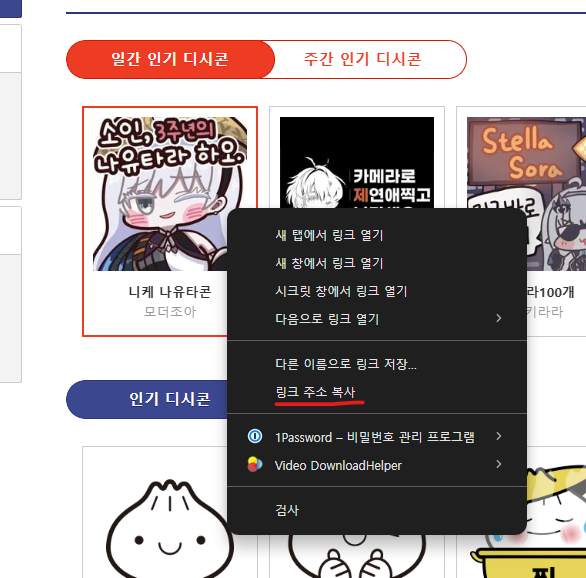 일간 인기 디시콘
주간 인기 디시콘
소인, 3주년의
나유타라 하오.
카메라로
제연애찍고
Stella
Sora
니케 나유타콘
모더조아
라100개
키라라
새 탭에서 링크 열기
새 창에서 링크 열기
시크릿 창에서 링크 열기
다음으로 링크 열기
다른 이름으로 링크 저장...
링크 주소 복사
1Password – 비밀번호 관리 프로그램
Video DownloadHelper
검사
인기 디시콘